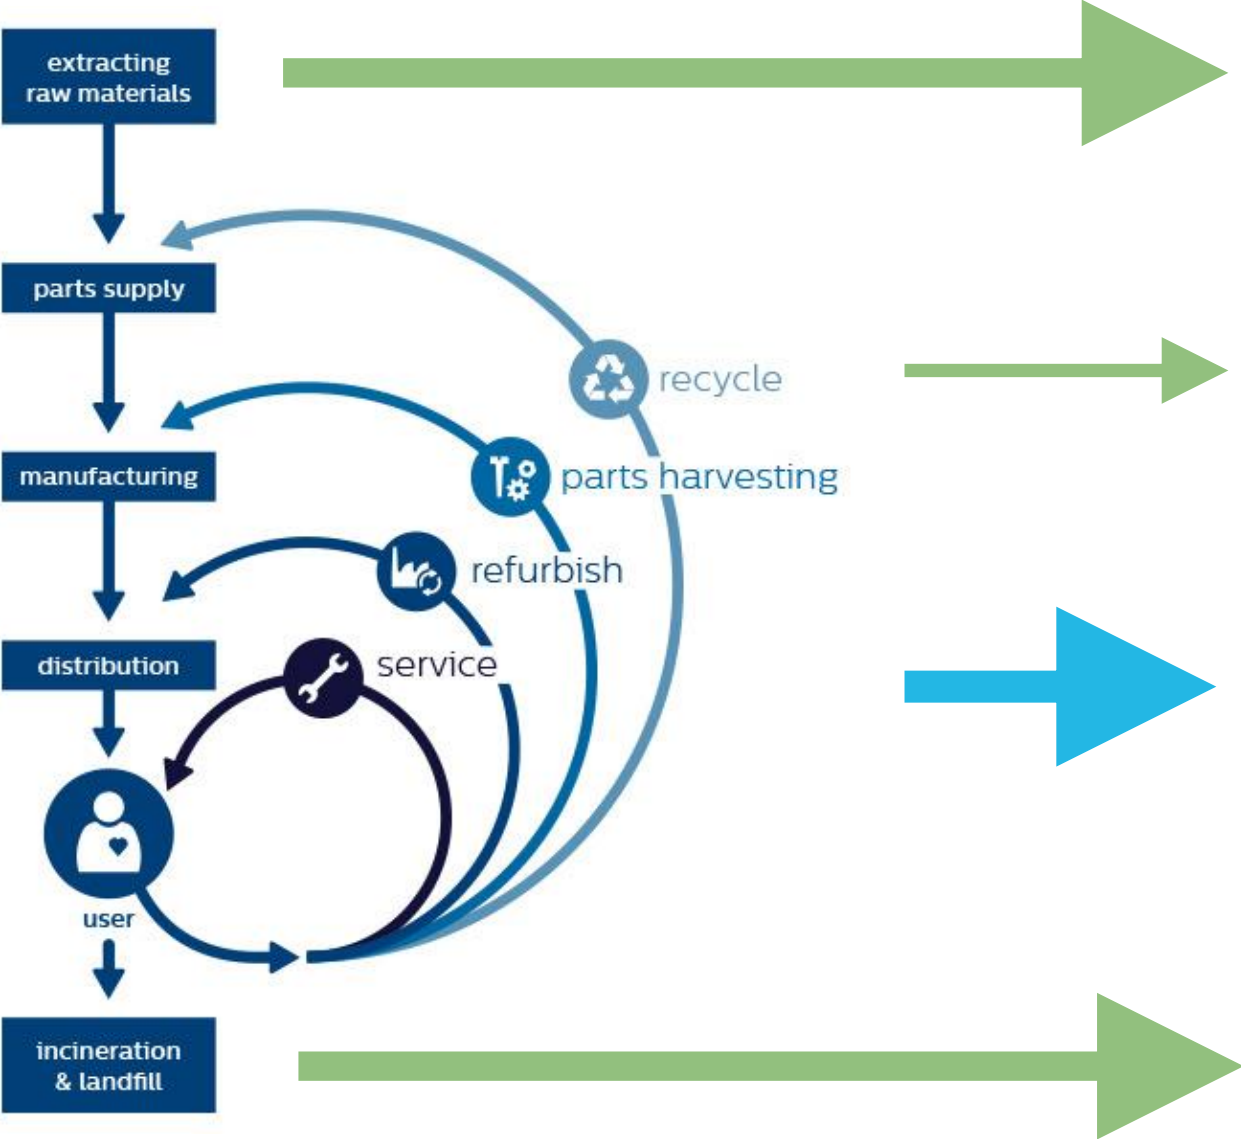 extracting
raw materials
parts supply
recycle
manufacturing
parts harvesting
refurbish
distribution
service
user
incineration
& landfill